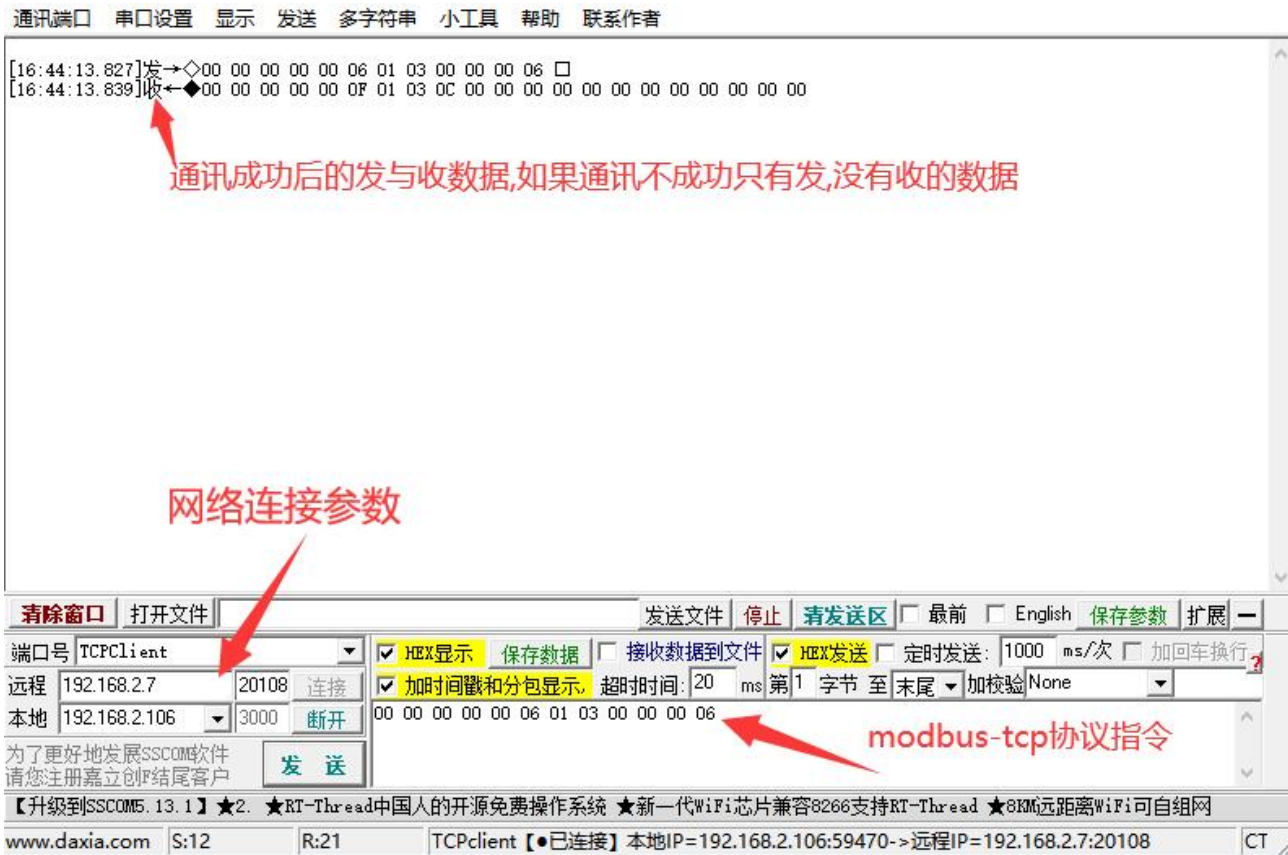 通讯端口 串口设置 显示 发送 多字符串 小工具 帮助 联系作者
[16:44:13.827]发→◇00 00 00 00 00 06 01 03 00 00 00 06 □
[16:44:13.839]收←◆00 00 00 00 00 0F 01 03 0C 00 00 00 00 00 00 00 00 00 00 00 00
通讯成功后的发与收数据,如果通讯不成功只有发,没有收的数据
网络连接参数
清除窗口 打开文件 发送文件 停止 清发送区 最前 English 保存参数 扩展 —
端口号 TCPClient HEX显示 保存数据 接收数据到文件 HEX发送 定时发送: 1000 ms/次 加回车换行
远程 192.168.2.7 20108 连接 加时间戳和分包显示, 超时时间: 20 ms 第1 字节 至 末尾 加校验 None ?
本地 192.168.2.106 3000 断开 00 00 00 00 00 06 01 03 00 00 00 06
modbus-tcp协议指令
为了更好地发展SSCOM软件
请您注册嘉立创F结尾客户
发 送
【升级到SSCOM5.13.1】★2. ★RT-Thread中国人的开源免费操作系统 ★新一代WiFi芯片兼容8266支持RT-Thread ★8KM远距离WiFi可自组网
www.daxia.com S:12 R:21 TCPclient【●已连接】本地IP=192.168.2.106:59470->远程IP=192.168.2.7:20108 CT